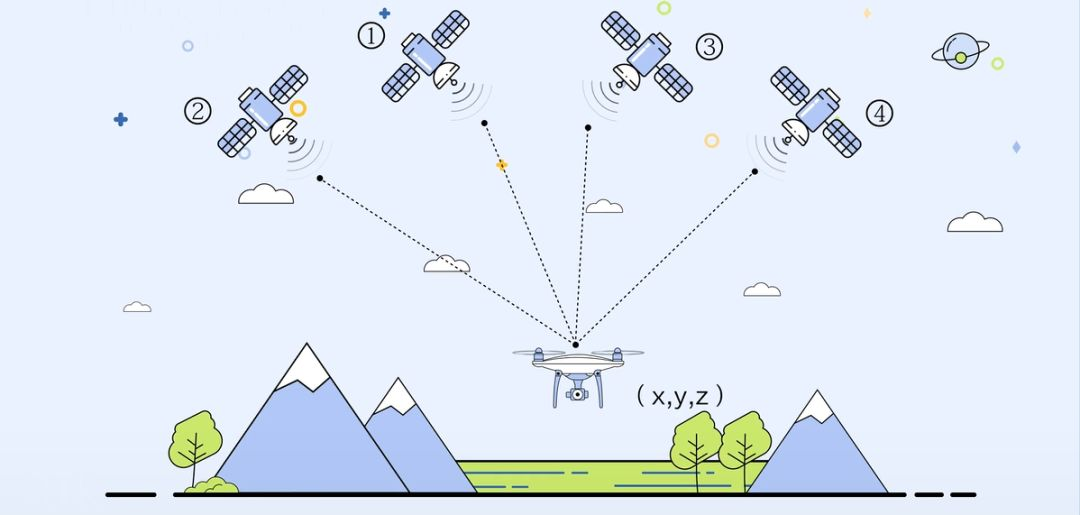 ①
③
②
④
（x,y,z）